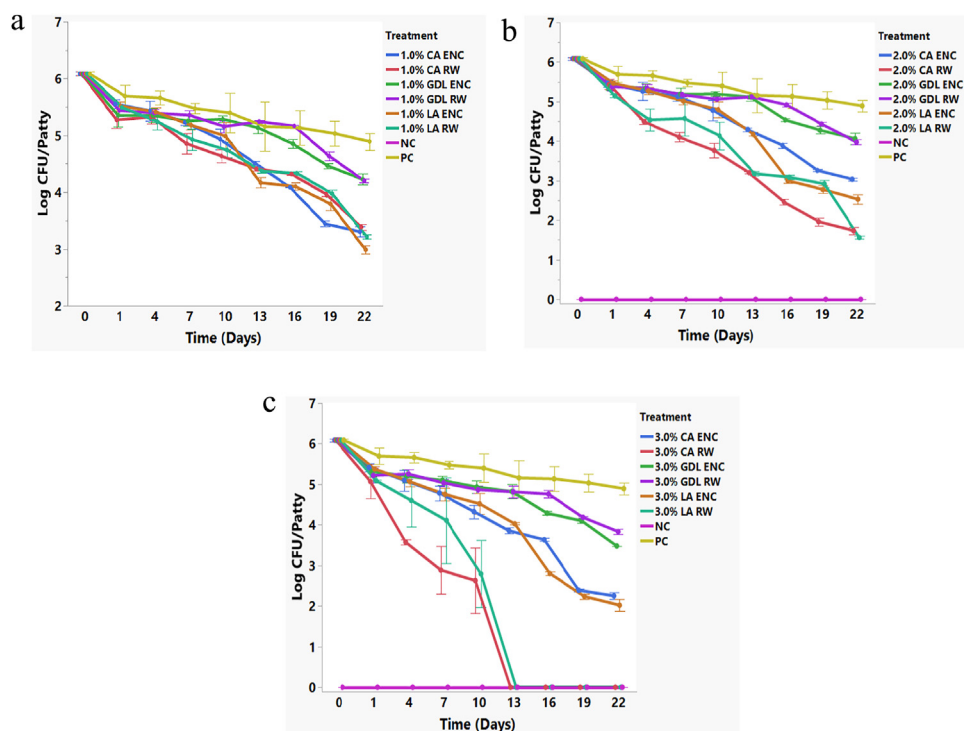 a
Log CFU/Patty
7
6
5
4
3
2
0 1 4 7 10 13 16 19 22
Time (Days)
Treatment
1.0% CA ENC
1.0% CA RW
1.0% GDL ENC
1.0% GDL RW
1.0% LA ENC
1.0% LA RW
NC
PC
b
Log CFU/Patty
7
6
5
4
3
2
1
0
0 1 4 7 10 13 16 19 22
Time (Days)
Treatment
2.0% CA ENC
2.0% CA RW
2.0% GDL ENC
2.0% GDL RW
2.0% LA ENC
2.0% LA RW
NC
PC
c
Log CFU/Patty
7
6
5
4
3
2
1
0
0 1 4 7 10 13 16 19 22
Time (Days)
Treatment
3.0% CA ENC
3.0% CA RW
3.0% GDL ENC
3.0% GDL RW
3.0% LA ENC
3.0% LA RW
NC
PC